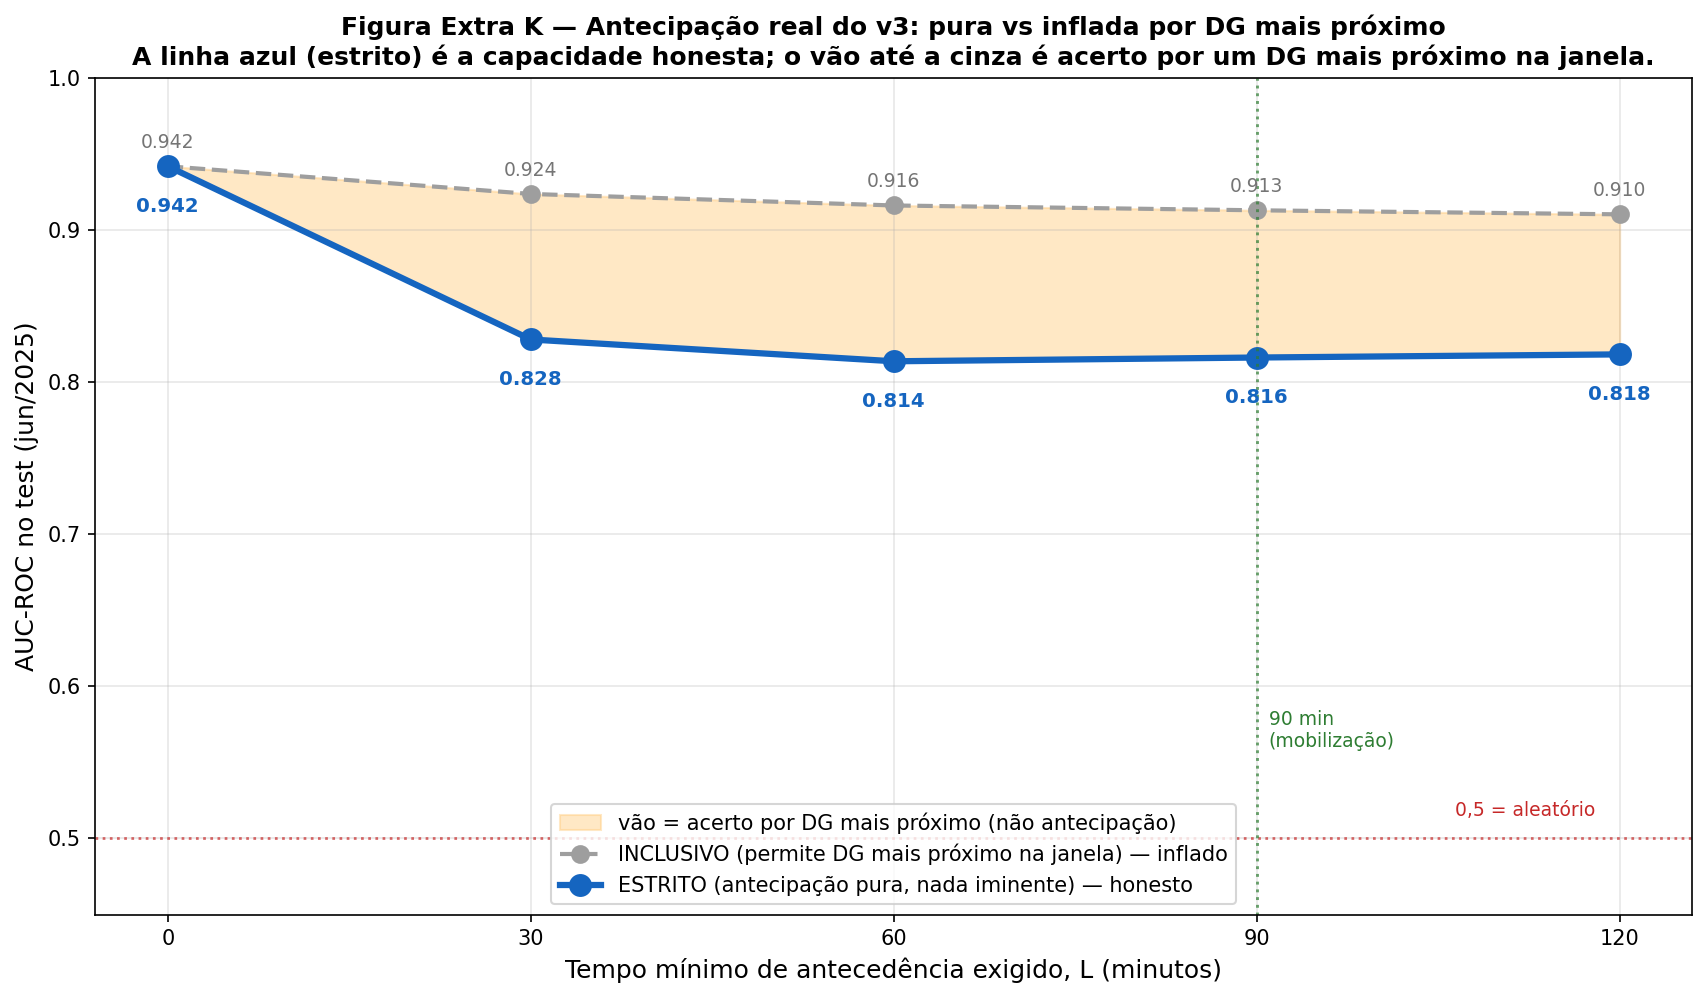 Figura Extra K — Antecipação real do v3: pura vs inflada por DG mais próximo
A linha azul (estrito) é a capacidade honesta; o vão até a cinza é acerto por um DG mais próximo na janela.
AUC-ROC no test (jun/2025)
1.0
0.9
0.8
0.7
0.6
0.5
0.942
0.924
0.916
0.913
0.910
0.942
0.828
0.814
0.816
0.818
90 min
(mobilização)
0,5 = aleatório
vão = acerto por DG mais próximo (não antecipação)
INCLUSIVO (permite DG mais próximo na janela) — inflado
ESTRITO (antecipação pura, nada iminente) — honesto
0
30
60
90
120
Tempo mínimo de antecedência exigido, L (minutos)